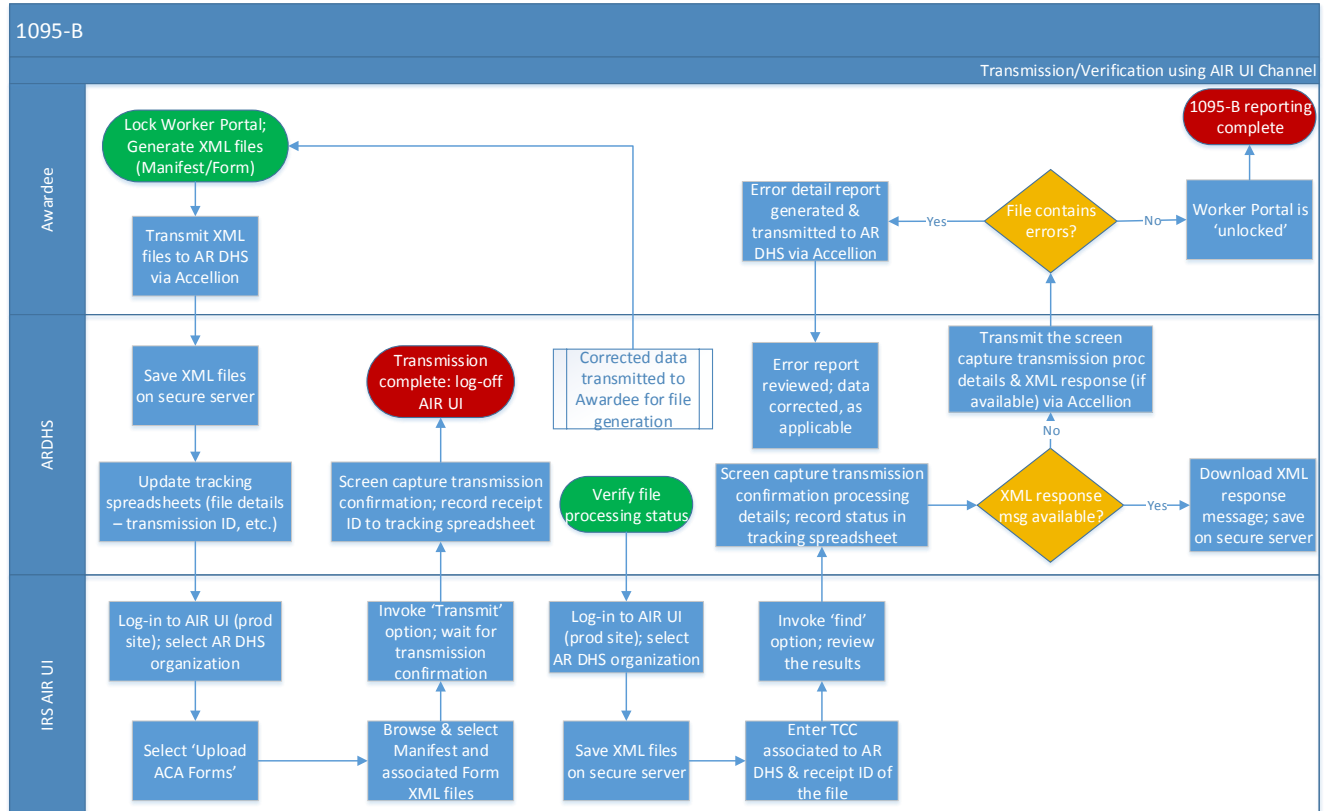 1095-B
Transmission/Verification using AIR UI Channel
Awardee
Lock Worker Portal;
Generate XML files
(Manifest/Form)
Transmit XML
files to AR DHS
via Accellion
Error detail report
generated &
transmitted to AR
DHS via Accellion
Yes
File contains
errors?
No
Worker Portal is
‘unlocked’
1095-B reporting
complete
ARDHS
Save XML files
on secure server
Update tracking
spreadsheets (file details
– transmission ID, etc.)
Transmission
complete: log-off
AIR UI
Screen capture transmission
confirmation; record receipt
ID to tracking spreadsheet
Corrected data
transmitted to
Awardee for file
generation
Verify file
processing status
Error report
reviewed; data
corrected, as
applicable
Screen capture transmission
confirmation processing
details; record status in
tracking spreadsheet
Transmit the screen
capture transmission proc
details & XML response (if
available) via Accellion
No
XML response
msg available?
Yes
Download XML
response
message; save
on secure server
IRS AIR UI
Log-in to AIR UI (prod
site); select AR DHS
organization
Select ‘Upload
ACA Forms’
Invoke ‘Transmit’
option; wait for
transmission
confirmation
Browse & select
Manifest and
associated Form
XML files
Log-in to AIR UI
(prod site); select
AR DHS organization
Save XML files
on secure server
Invoke ‘find’
option; review
the results
Enter TCC
associated to AR
DHS & receipt ID of
the file